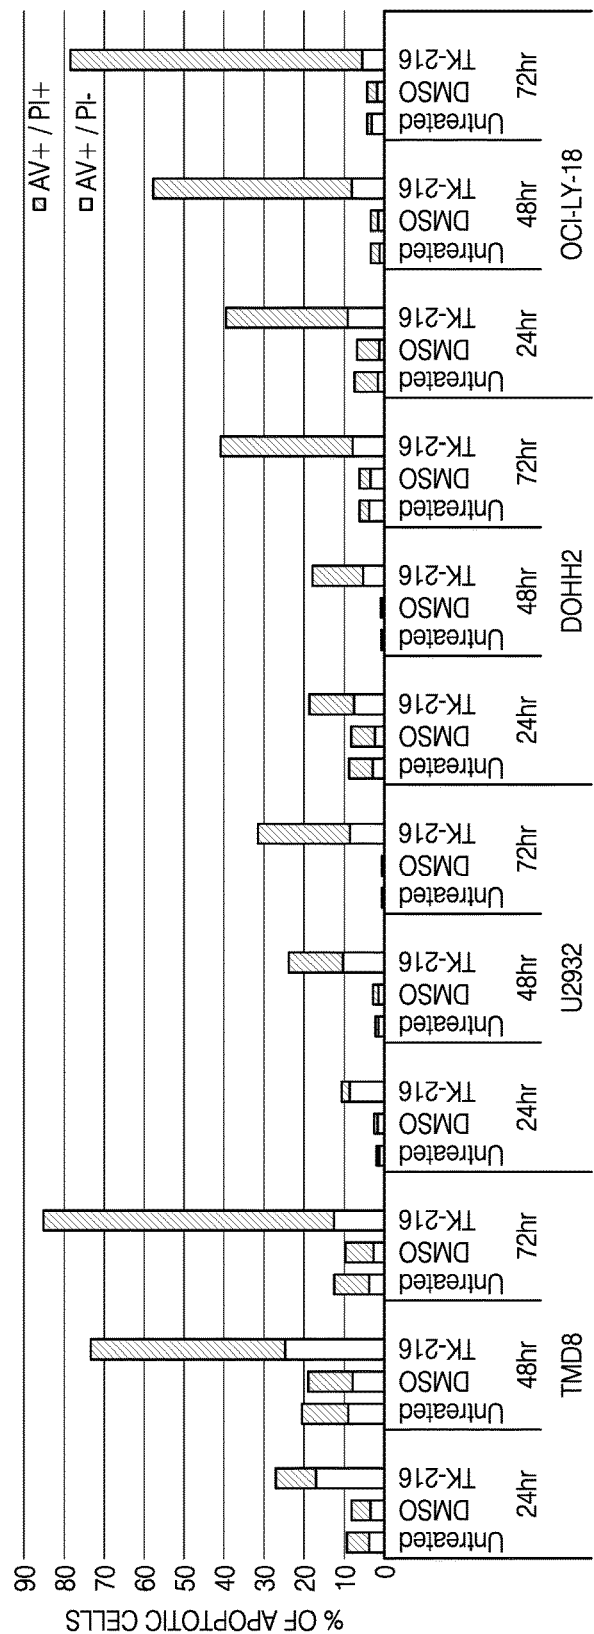 % OF APOPTOTIC CELLS
90
80
70
60
50
40
30
20
10
0
AV+ / PI+
AV+ / PI-
Untreated
DMSO
TK-216
Untreated
DMSO
TK-216
Untreated
DMSO
TK-216
Untreated
DMSO
TK-216
Untreated
DMSO
TK-216
Untreated
DMSO
TK-216
Untreated
DMSO
TK-216
Untreated
DMSO
TK-216
Untreated
DMSO
TK-216
Untreated
DMSO
TK-216
Untreated
DMSO
TK-216
Untreated
DMSO
TK-216
24hr
48hr
72hr
24hr
48hr
72hr
24hr
48hr
72hr
24hr
48hr
72hr
TMD8
U2932
DOHH2
OCI-LY-18